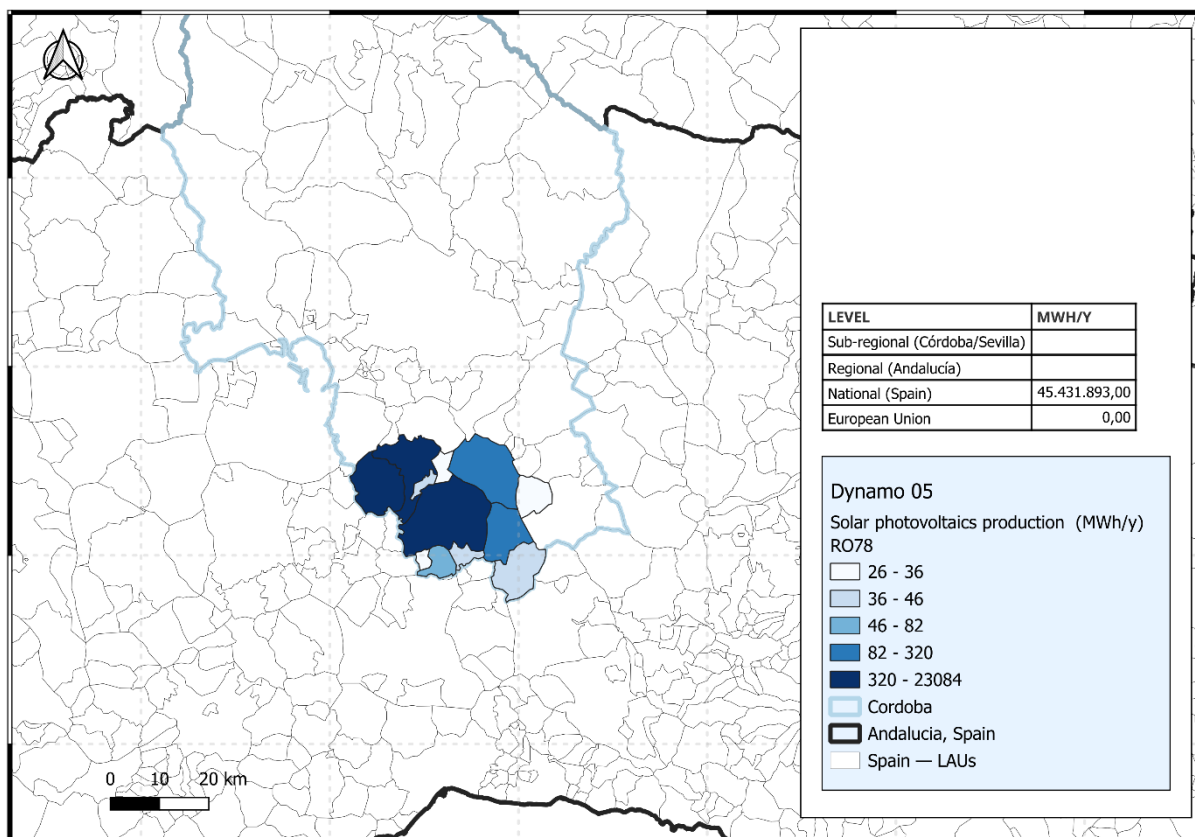 LEVEL MWH/Y
Sub-regional (Córdoba/Sevilla)
Regional (Andalucía)
National (Spain) 45.431.893,00
European Union 0,00
Dynamo 05
Solar photovoltaics production (MWh/y)
RO78
26 - 36
36 - 46
46 - 82
82 - 320
320 - 23084
Cordoba
Andalucia, Spain
Spain — LAUs
0 10 20 km